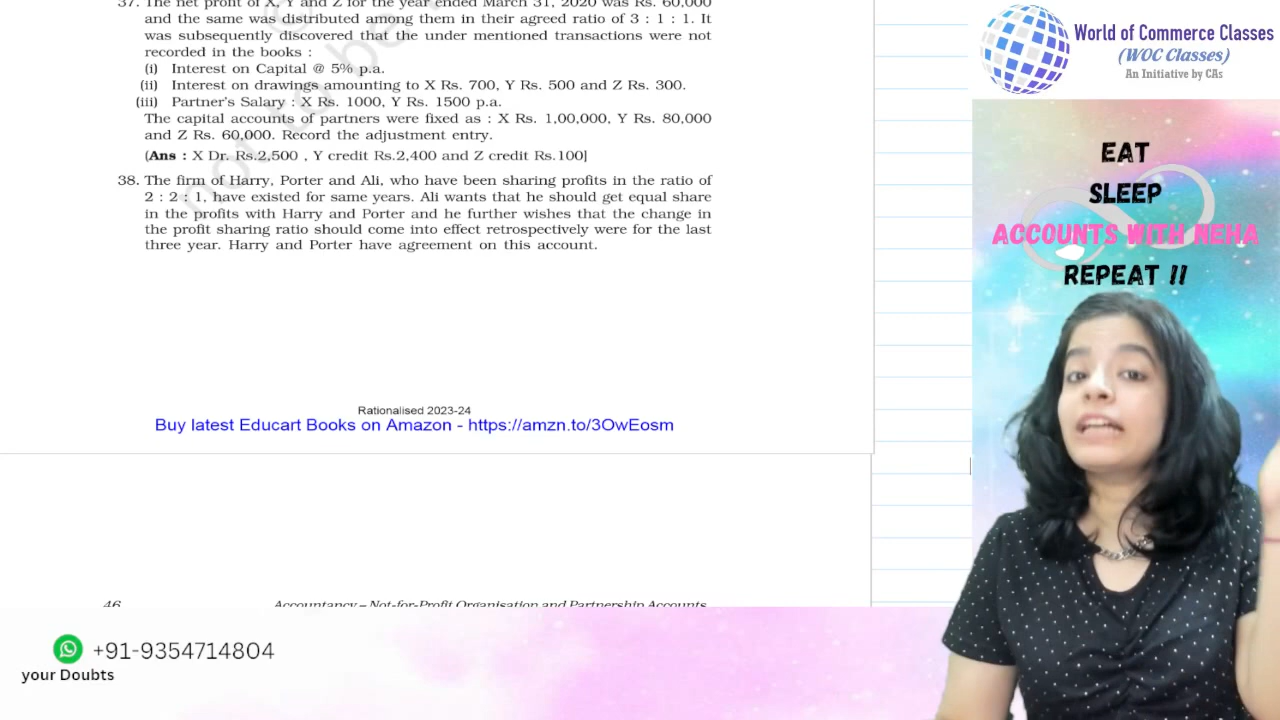 37. The net profit of X, Y and Z for the year ended March 31, 2020 was Rs. 60,000
and the same was distributed among them in their agreed ratio of 3 : 1 : 1. It
was subsequently discovered that the under mentioned transactions were not
recorded in the books :
(i) Interest on Capital @ 5% p.a.
(ii) Interest on drawings amounting to X Rs. 700, Y Rs. 500 and Z Rs. 300.
(iii) Partner's Salary : X Rs. 1000, Y Rs. 1500 p.a.
The capital accounts of partners were fixed as : X Rs. 1,00,000, Y Rs. 80,000
and Z Rs. 60,000. Record the adjustment entry.
(Ans : X Dr. Rs.2,500 , Y credit Rs.2,400 and Z credit Rs.100]
38. The firm of Harry, Porter and Ali, who have been sharing profits in the ratio of
2 : 2 : 1, have existed for same years. Ali wants that he should get equal share
in the profits with Harry and Porter and he further wishes that the change in
the profit sharing ratio should come into effect retrospectively were for the last
three year. Harry and Porter have agreement on this account.
not to be
Rationalised 2023-24
Buy latest Educart Books on Amazon - https://amzn.to/3OwEosm
46 Accountancy – Not-for-Profit Organisation and Partnership Accounts
+91-9354714804
your Doubts
World of Commerce Classes
(WOC Classes)
An Initiative by CAs
EAT
SLEEP
ACCOUNTS WITH NEHA
REPEAT !!